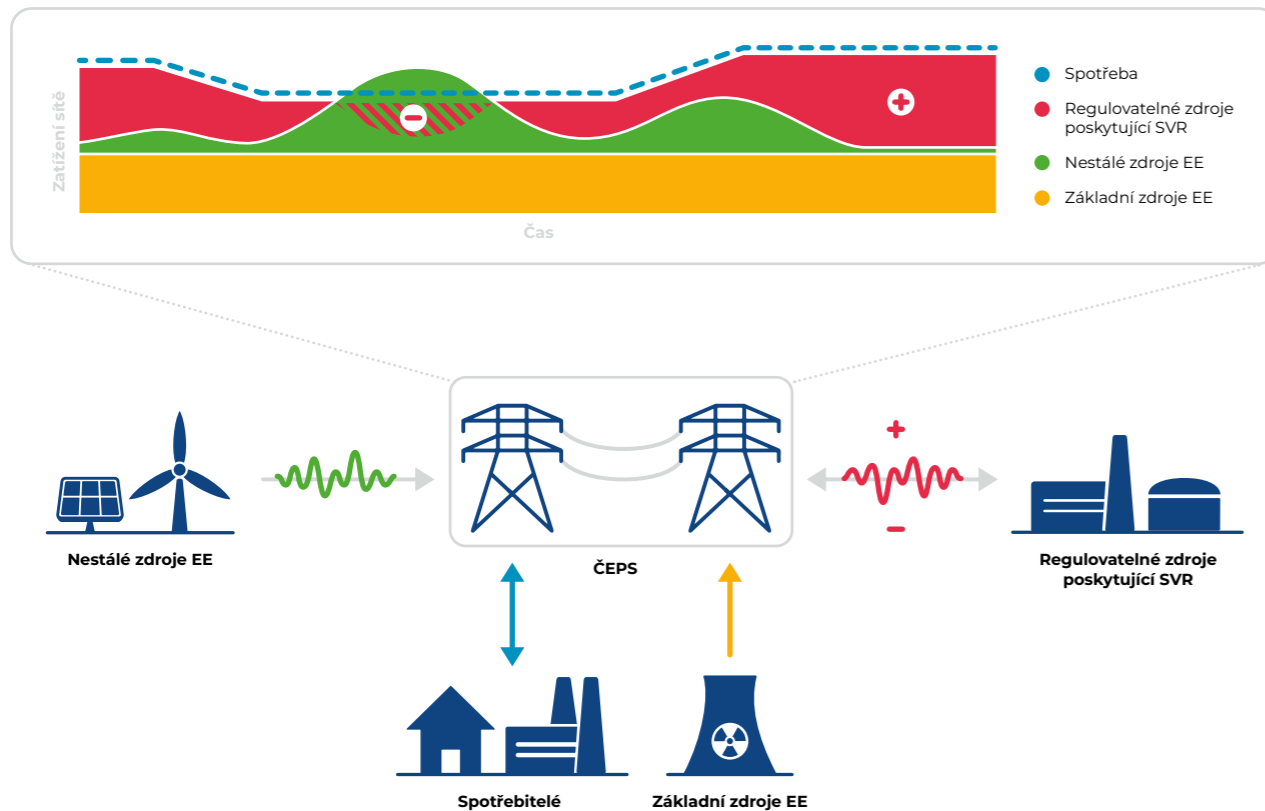 Zatížení sítě
Čas
Spotřeba
Regulovatelné zdroje
poskytující SVR
Nestálé zdroje EE
Základní zdroje EE
Nestálé zdroje EE
ČEPS
Regulovatelné zdroje
poskytující SVR
Spotřebitelé
Základní zdroje EE